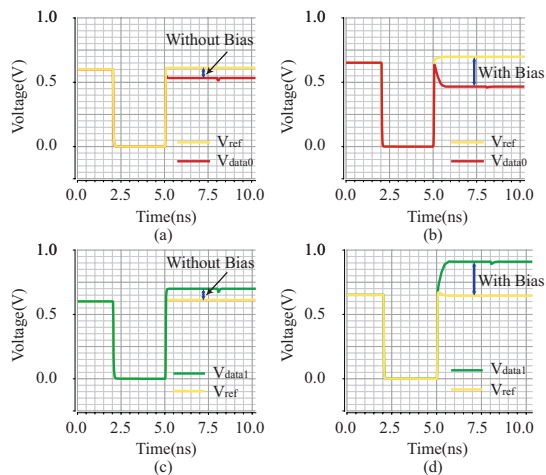 1.0
Without Bias
0.5
0.0
Voltage(V)
Vref
Vdata0
0.0 2.5 5.0 7.5 10.0
Time(ns)
(a)
1.0
0.5
With Bias
0.0
Voltage(V)
Vref
Vdata0
0.0 2.5 5.0 7.5 10.0
Time(ns)
(b)
1.0
Without Bias
0.5
0.0
Voltage(V)
Vdata1
Vref
0.0 2.5 5.0 7.5 10.0
Time(ns)
(c)
1.0
With Bias
0.5
0.0
Voltage(V)
Vdata1
Vref
0.0 2.5 5.0 7.5 10.0
Time(ns)
(d)